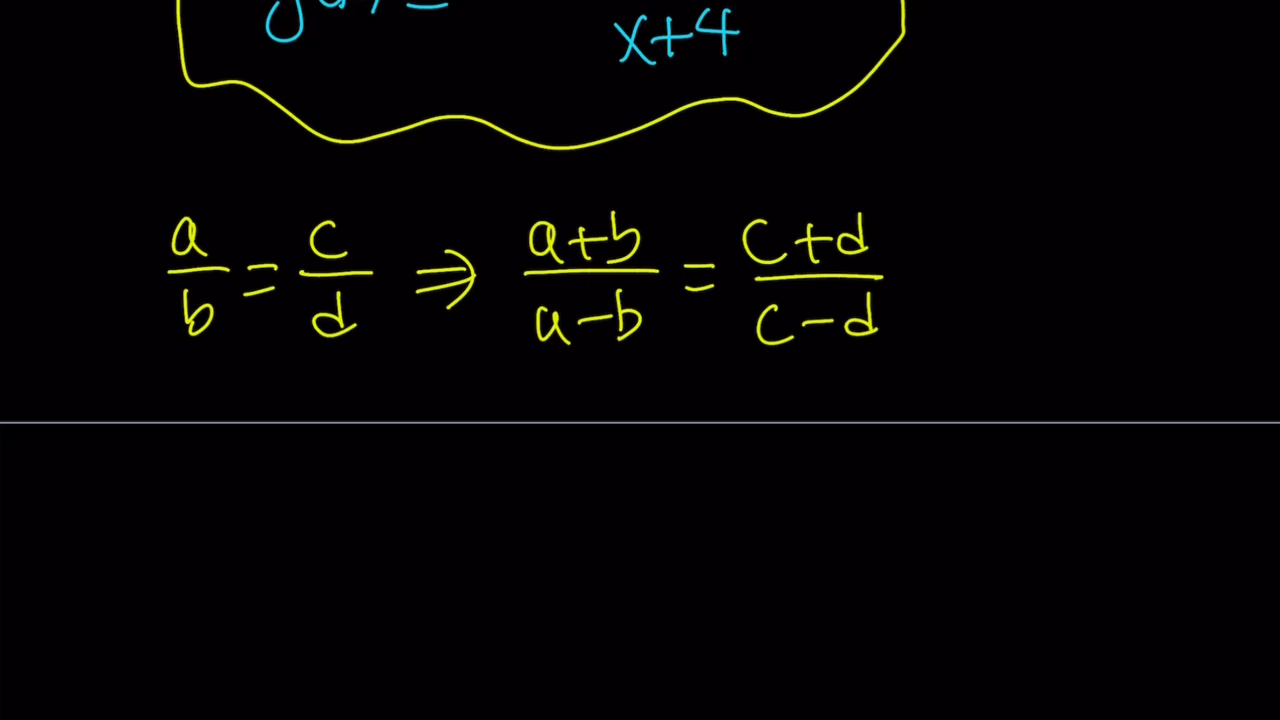 x+4
a/b = c/d ⇒ a+b/a-b = c+d/c-d